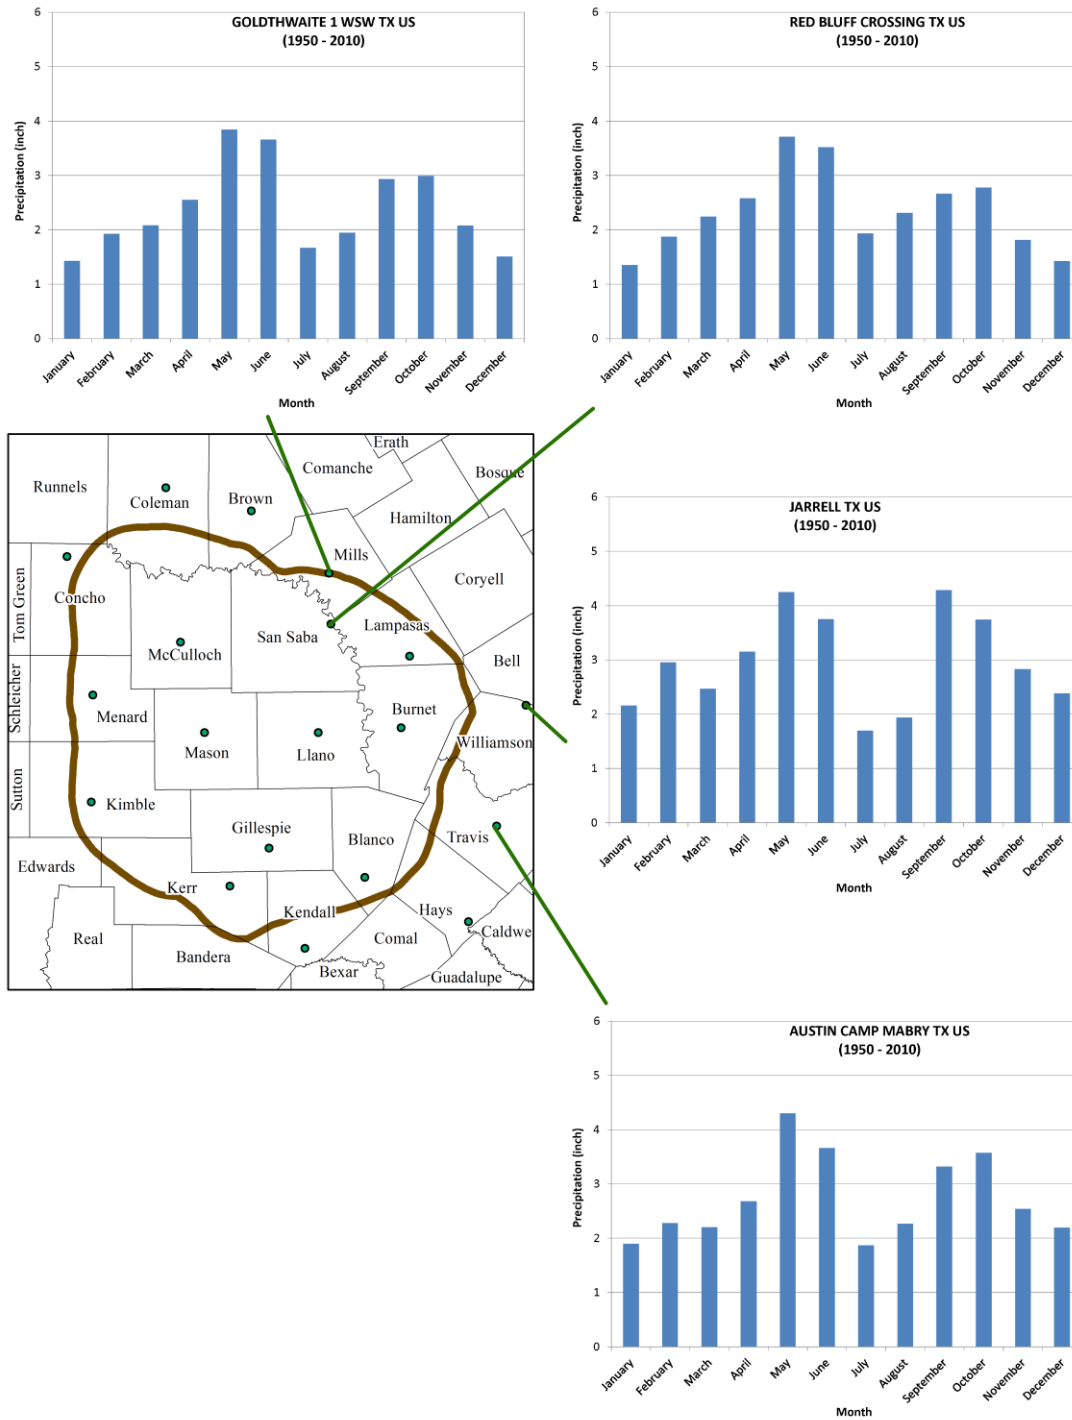 GOLDTHWAITE 1 WSW TX US
(1950 - 2010)
Precipitation (inch)
6
5
4
3
2
1
0
January
February
March
April
May
June
July
August
September
October
November
December
Month
RED BLUFF CROSSING TX US
(1950 - 2010)
Precipitation (inch)
6
5
4
3
2
1
0
January
February
March
April
May
June
July
August
September
October
November
December
Month
Erath
Comanche
Bosque
Runnels
Coleman
Brown
Hamilton
Mills
Coryell
Tom Green
Concho
San Saba
Lampasas
McCulloch
Bell
Schleicher
Menard
Burnet
Mason
Llano
Williamson
Sutton
Kimble
Gillespie
Blanco
Travis
Edwards
Kerr
Kendall
Hays
Caldwe
Real
Comal
Bandera
Bexar
Guadalupe
JARRELL TX US
(1950 - 2010)
Precipitation (inch)
6
5
4
3
2
1
0
January
February
March
April
May
June
July
August
September
October
November
December
Month
AUSTIN CAMP MABRY TX US
(1950 - 2010)
Precipitation (inch)
6
5
4
3
2
1
0
January
February
March
April
May
June
July
August
September
October
November
December
Month